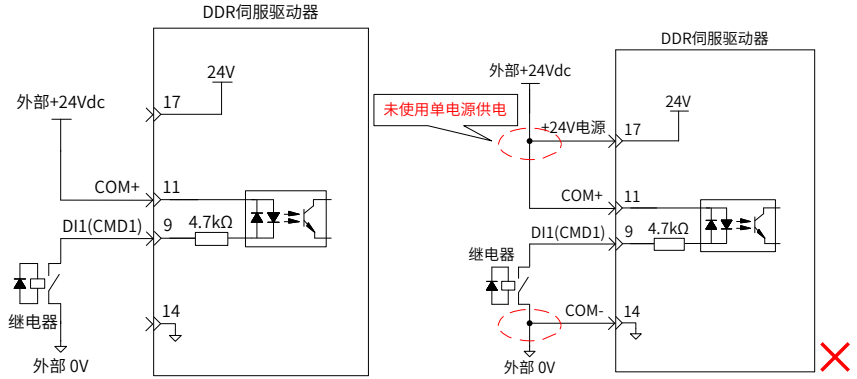 DDR伺服驱动器
24V
外部+24Vdc
17
COM+
11
DI1(CMD1)
9
4.7kΩ
14
继电器
外部 0V
DDR伺服驱动器
外部+24Vdc
24V
未使用单电源供电
+24V电源
17
COM+
11
DI1(CMD1)
9
4.7kΩ
继电器
COM-
14
外部 0V